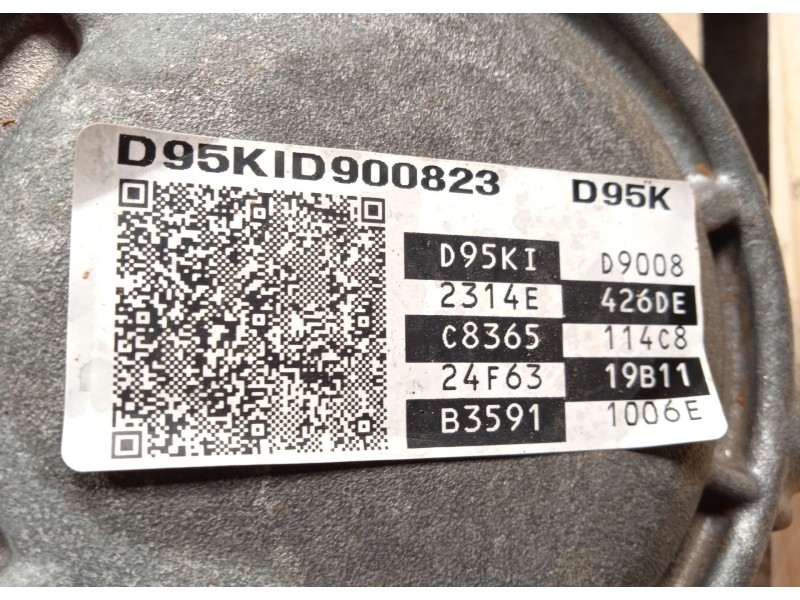 D95KID900823 D95K
D95KI D9008
2314E 426DE
C8365 114C8
24F63 19B11
B3591 1006E